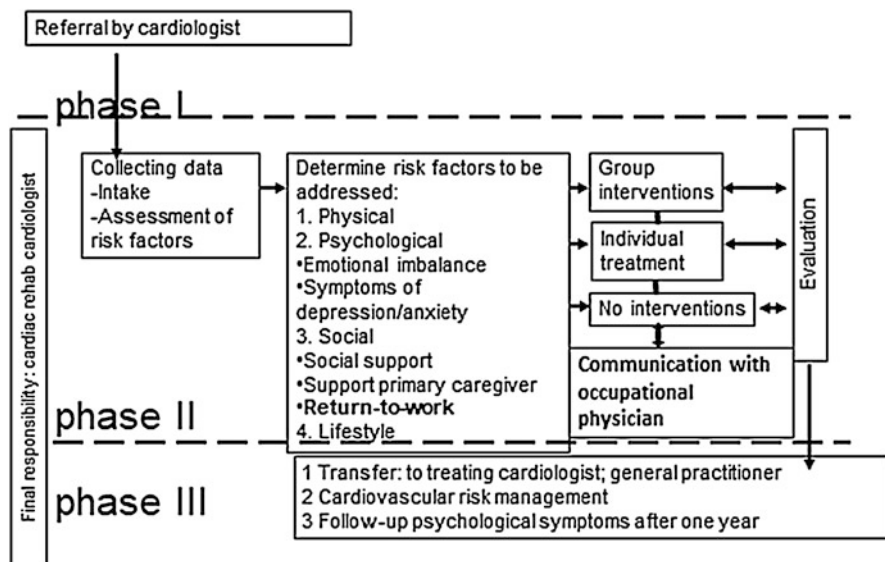 Referral by cardiologist
phase I
Final responsibility: cardiac rehab cardiologist
Collecting data
-Intake
-Assessment of
risk factors
Determine risk factors to be
addressed:
1. Physical
2. Psychological
•Emotional imbalance
•Symptoms of
depression/anxiety
3. Social
•Social support
•Support primary caregiver
•Return-to-work
4. Lifestyle
Group
interventions
Individual
treatment
No interventions
Communication with
occupational
physician
Evaluation
phase II
phase III
1 Transfer: to treating cardiologist; general practitioner
2 Cardiovascular risk management
3 Follow-up psychological symptoms after one year